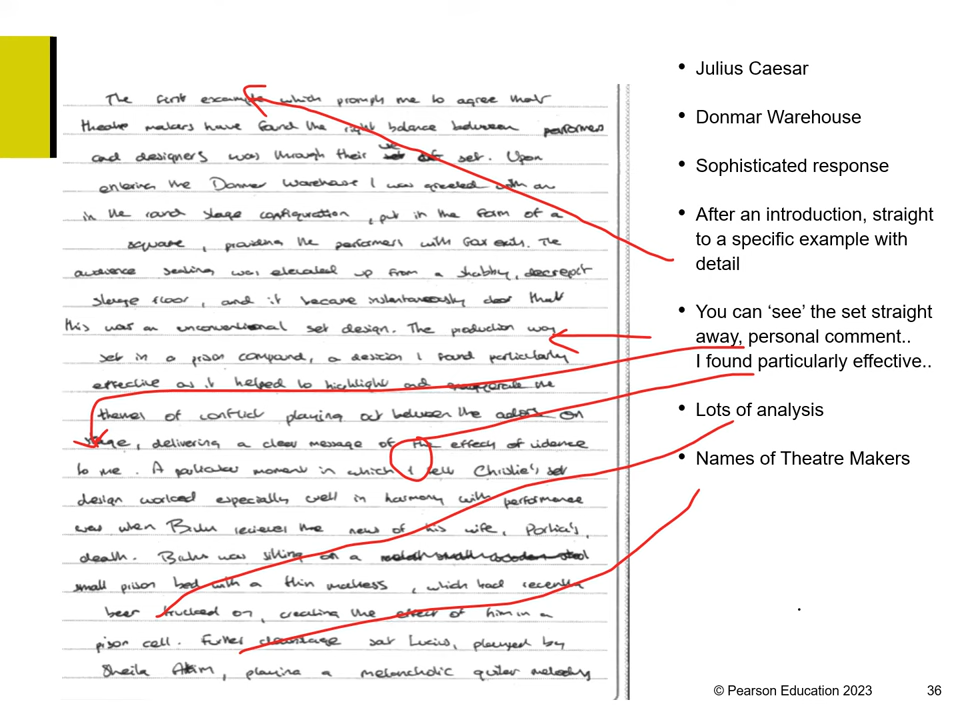 The first example which prompts me to agree that
theatre makers have found the right balance between performers
and designers was through their use of set. Upon
entering the Donmar Warehouse I was greeted with an
in the round stage configuration, put in the form of a
square, providing the performers with four exits. The
audience seating was elevated up from a shabby, decrepit
stage floor, and it became instantaneously clear that
this was an unconventional set design. The production was
set in a prison compound, a decision I found particularly
effective as it helped to highlight and the
themes of conflict playing out between the actors on
stage, delivering a clear message of the effects of violence
to me. A particular moment in which I felt Christie's set
design worked especially well in harmony with performance
was when Brutus recieves the news of his wife, Portia's,
death. Brutus was sitting on a
small prison bed with a thin mattress, which had recently
been trucked on, creating the effect of him in a
prison cell. Further downstage sat Lucius, played by
Sheila Atim, playing a melancholic guitar melody
• Julius Caesar
• Donmar Warehouse
• Sophisticated response
• After an introduction, straight
to a specific example with
detail
• You can ‘see’ the set straight
away, personal comment..
I found particularly effective..
• Lots of analysis
• Names of Theatre Makers
© Pearson Education 2023
36